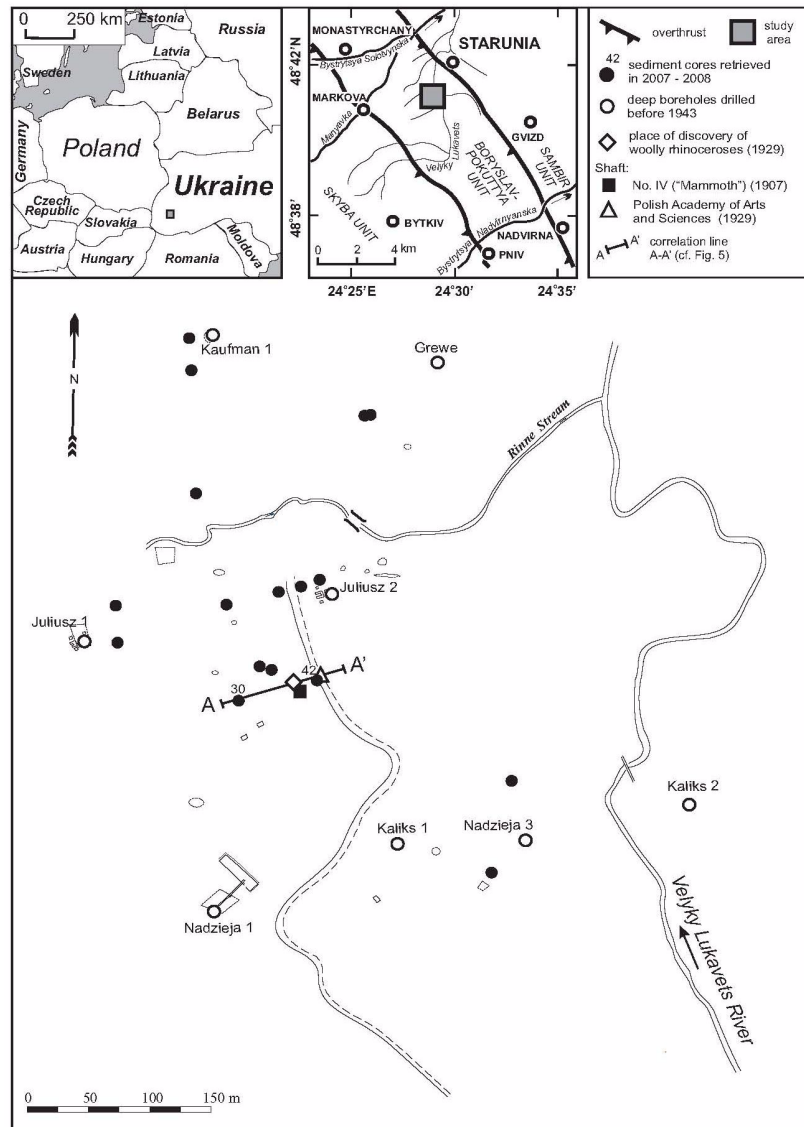 0 250 km
Estonia
Russia
Latvia
Sweden
Lithuania
Belarus
Germany
Poland
Ukraine
Czech
Republic
Slovakia
Austria
Hungary
Romania
Moldova
MONASTYRCHANY
Bystrytsya Solotvynska
STARUNIA
48°42'N
MARKOVA
Manyavka
GVIZD
Velyky
Lukavets
BORYSLAV-
POKUTTYA
UNIT
SAMBIR
UNIT
SKYBA UNIT
48°38'
BYTKIV
Bystrytsya Nadvirnyanska
NADVIRNA
PNIV
0 2 4 km
24°25'E
24°30'
24°35'
overthrust
study
area
42
sediment cores retrieved
in 2007 - 2008
deep boreholes drilled
before 1943
place of discovery of
woolly rhinoceroses (1929)
Shaft:
No. IV ("Mammoth") (1907)
Polish Academy of Arts
and Sciences (1929)
A A' correlation line
A-A' (cf. Fig. 5)
N
Kaufman 1
Grewe
Rinne Stream
Juliusz 2
Juliusz 1
42
A'
30
A
Kaliks 2
Kaliks 1
Nadzieja 3
Nadzieja 1
Velyky Lukavets River
0 50 100 150 m